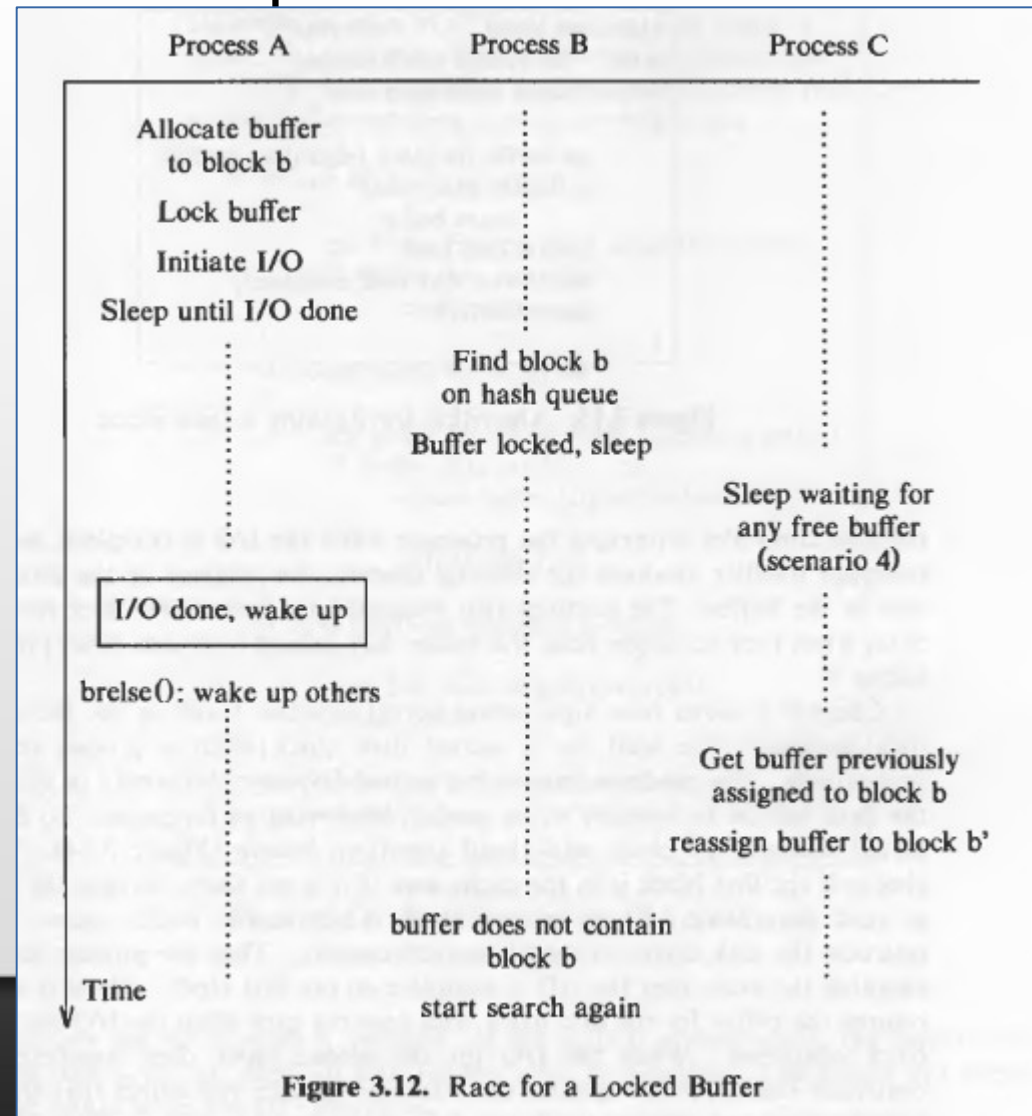 Process A Process B Process C
Allocate buffer
to block b
Lock buffer
Initiate I/O
Sleep until I/O done
Find block b
on hash queue
Buffer locked, sleep
Sleep waiting for
any free buffer
(scenario 4)
I/O done, wake up
brelse(): wake up others
Get buffer previously
assigned to block b
reassign buffer to block b'
buffer does not contain
block b
start search again
Time
Figure 3.12. Race for a Locked Buffer